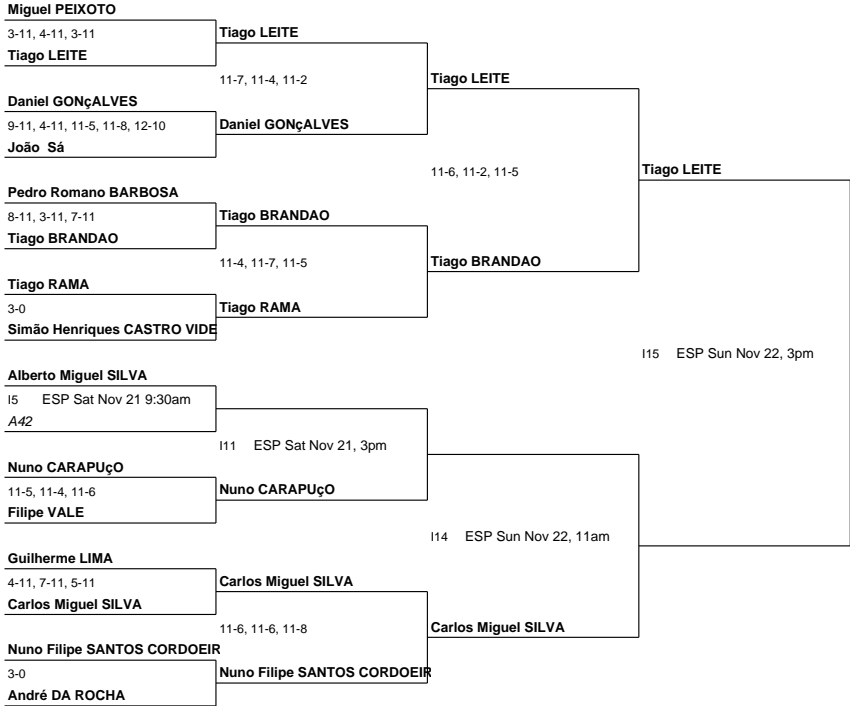 Miguel PEIXOTO
3-11, 4-11, 3-11
Tiago LEITE
Daniel GONçALVES
9-11, 4-11, 11-5, 11-8, 12-10
João  Sá
Pedro Romano BARBOSA
8-11, 3-11, 7-11
Tiago BRANDAO
Tiago RAMA
3-0
Simão Henriques CASTRO VIDE
Alberto Miguel SILVA
I5 ESP Sat Nov 21 9:30am
A42
Nuno CARAPUçO
11-5, 11-4, 11-6
Filipe VALE
Guilherme LIMA
4-11, 7-11, 5-11
Carlos Miguel SILVA
Nuno Filipe SANTOS CORDOEIR
3-0
André DA ROCHA
Tiago LEITE
11-7, 11-4, 11-2
Daniel GONçALVES
Tiago BRANDAO
11-4, 11-7, 11-5
Tiago RAMA
I11 ESP Sat Nov 21, 3pm
Nuno CARAPUçO
Carlos Miguel SILVA
11-6, 11-6, 11-8
Nuno Filipe SANTOS CORDOEIR
Tiago LEITE
11-6, 11-2, 11-5
Tiago BRANDAO
I14 ESP Sun Nov 22, 11am
Carlos Miguel SILVA
Tiago LEITE
I15 ESP Sun Nov 22, 3pm